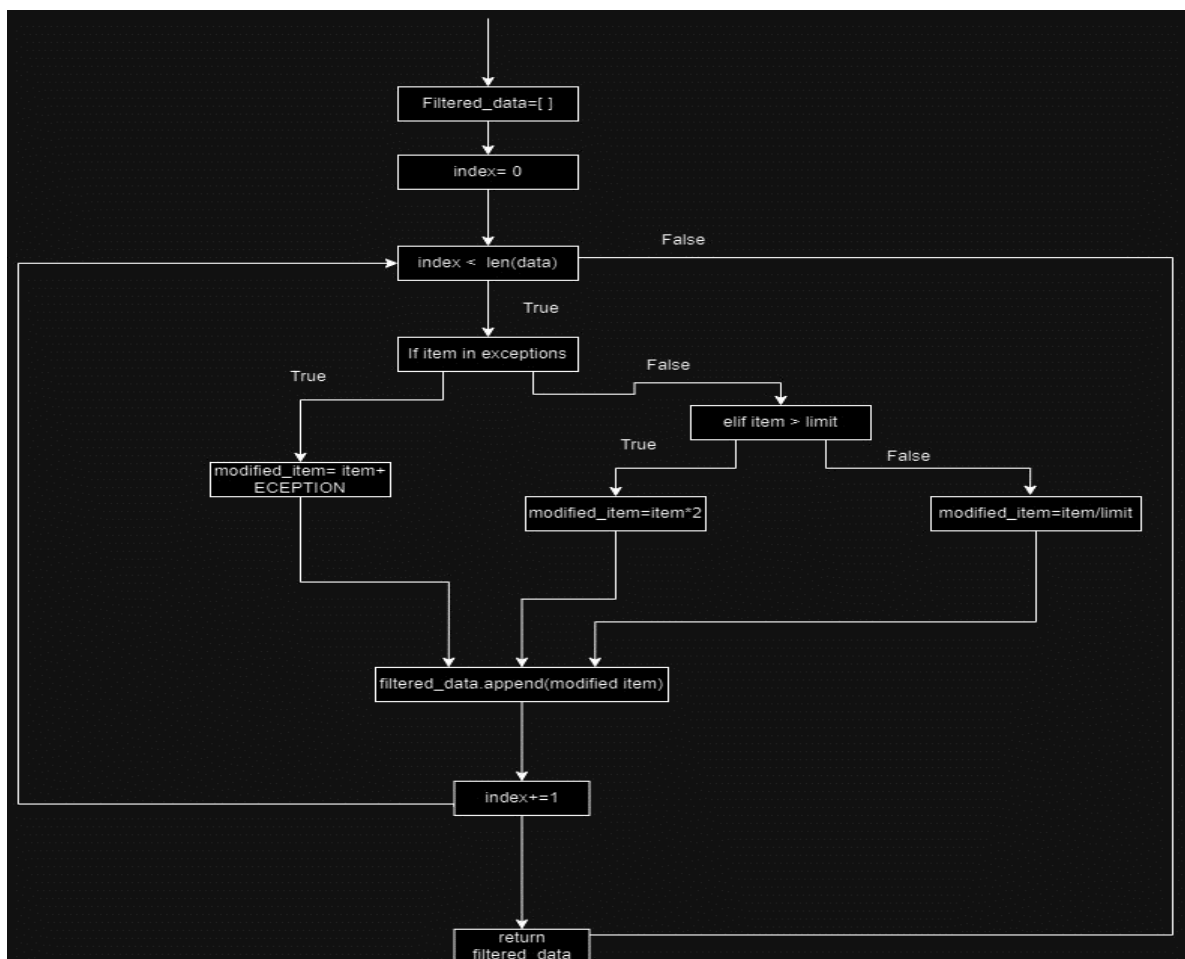 Filtered_data=[ ]
index= 0
False
index < len(data)
True
If item in exceptions
True
False
elif item > limit
True
False
modified_item= item+
ECEPTION
modified_item=item*2
modified_item=item/limit
filtered_data.append(modified item)
index+=1
return
filtered_data